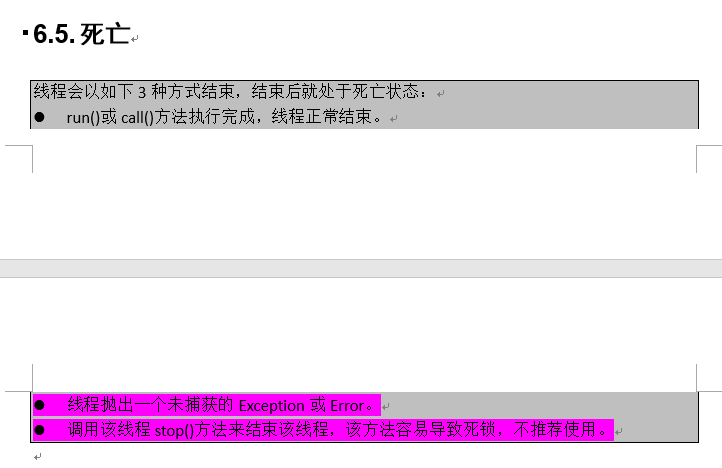 6.5. 死亡
线程会以如下 3 种方式结束，结束后就处于死亡状态：
● run()或 call()方法执行完成，线程正常结束。
● 线程抛出一个未捕获的 Exception 或 Error。
● 调用该线程 stop()方法来结束该线程，该方法容易导致死锁，不推荐使用。